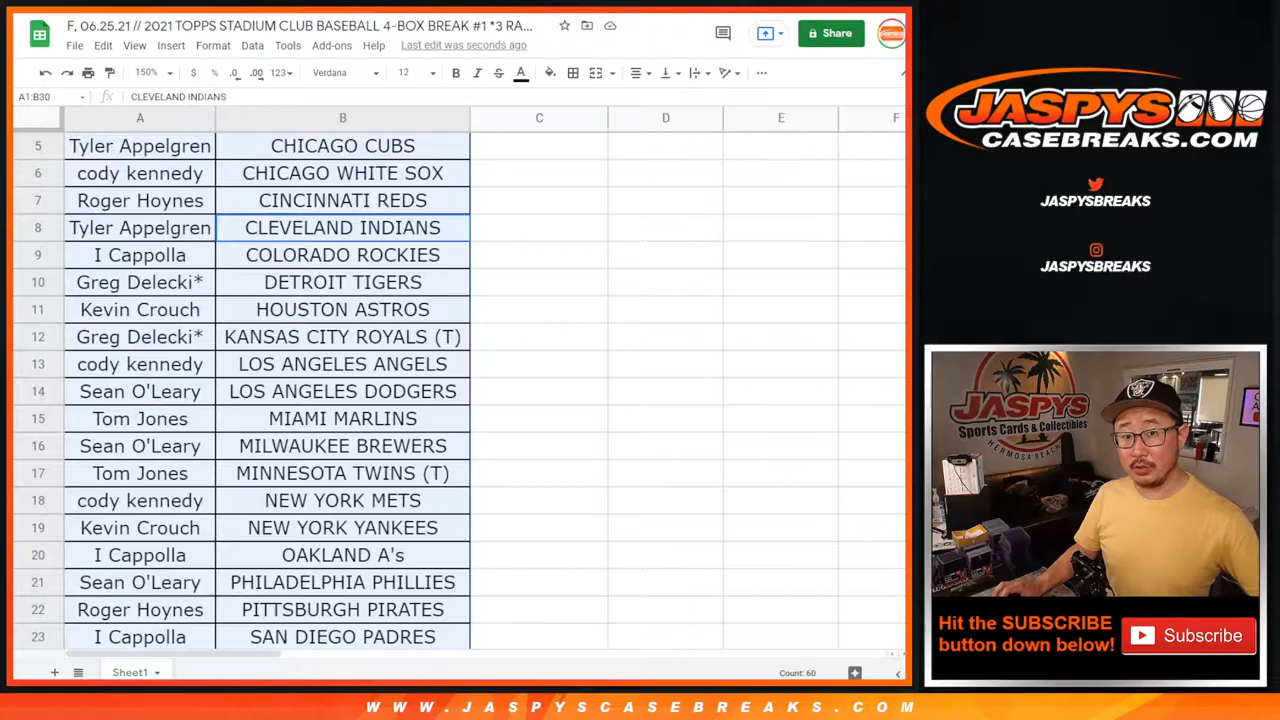 F, 06.25.21 // 2021 TOPPS STADIUM CLUB BASEBALL 4-BOX BREAK #1 *3 RA...
File Edit View Insert Format Data Tools Add-ons Help Last edit was seconds ago
Share
150% $ % .0 .00 123 Verdana 12 B I S A
A1:B30 fx CLEVELAND INDIANS
A B C D E F
5 Tyler Appelgren CHICAGO CUBS
6 cody kennedy CHICAGO WHITE SOX
7 Roger Hoynes CINCINNATI REDS
8 Tyler Appelgren CLEVELAND INDIANS
9 I Cappolla COLORADO ROCKIES
10 Greg Delecki* DETROIT TIGERS
11 Kevin Crouch HOUSTON ASTROS
12 Greg Delecki* KANSAS CITY ROYALS (T)
13 cody kennedy LOS ANGELES ANGELS
14 Sean O'Leary LOS ANGELES DODGERS
15 Tom Jones MIAMI MARLINS
16 Sean O'Leary MILWAUKEE BREWERS
17 Tom Jones MINNESOTA TWINS (T)
18 cody kennedy NEW YORK METS
19 Kevin Crouch NEW YORK YANKEES
20 I Cappolla OAKLAND A's
21 Sean O'Leary PHILADELPHIA PHILLIES
22 Roger Hoynes PITTSBURGH PIRATES
23 I Cappolla SAN DIEGO PADRES
Sheet1
Count: 60
JASPYS
CASEBREAKS.COM
JASPYSBREAKS
JASPYSBREAKS
JASPYS
Sports Cards & Collectibles
HERMOSA BEACH
Hit the SUBSCRIBE
button down below!
Subscribe
WWW.JASPYSCASEBREAKS.COM